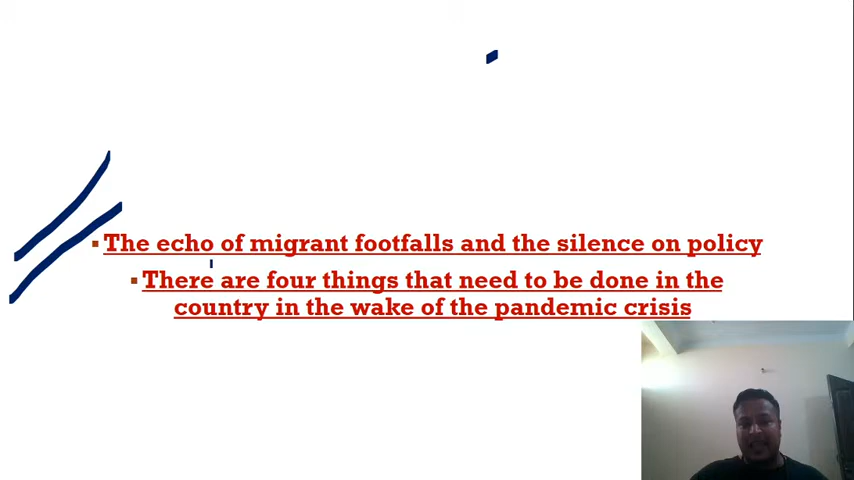 The echo of migrant footfalls and the silence on policy
There are four things that need to be done in the
country in the wake of the pandemic crisis